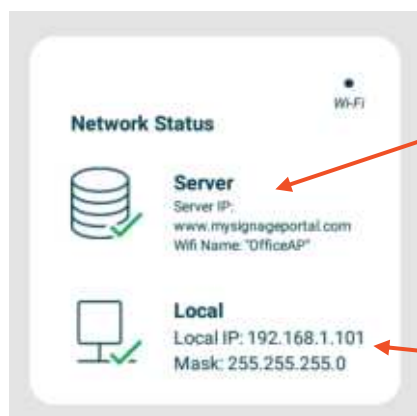 Wi-Fi
Network Status
Server
Server IP:
www.mysignageportal.com
Wifi Name: "OfficeAP"
Local
Local IP: 192.168.1.101
Mask: 255.255.255.0